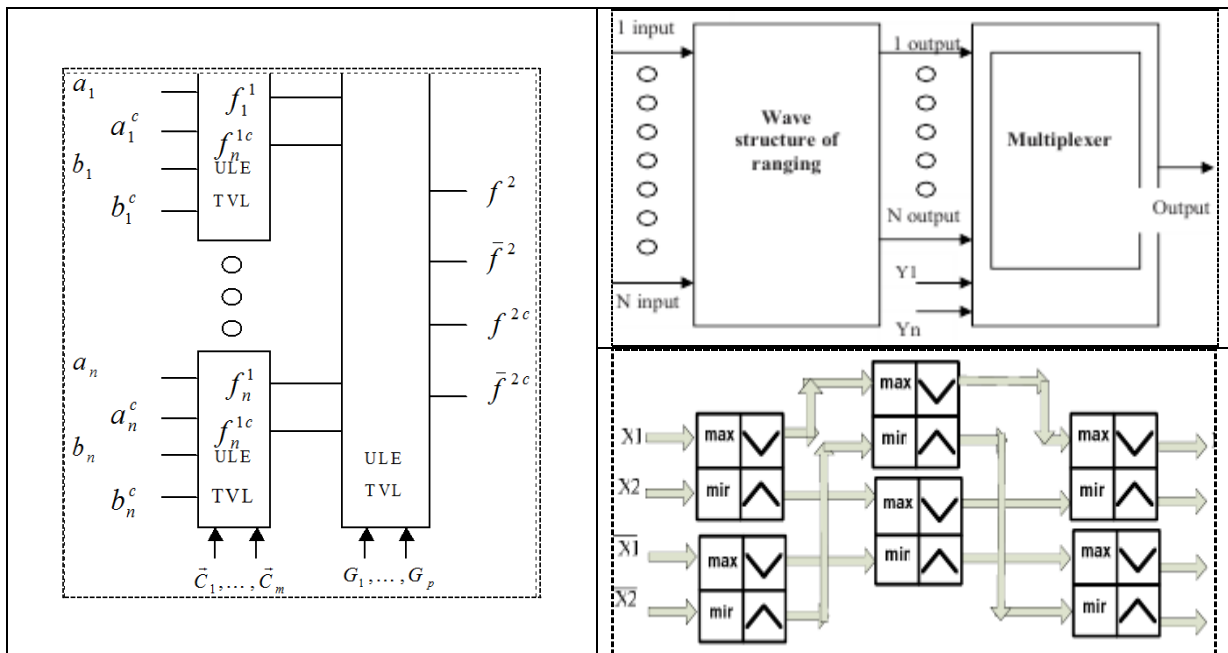 a₁
f₁¹
a₁ᶜ
fₙ¹ᶜ
b₁
ULE
TVL
b₁ᶜ
f²
f̄²
f²ᶜ
f̄²ᶜ
aₙ
fₙ¹
aₙᶜ
fₙ¹ᶜ
bₙ
ULE
TVL
bₙᶜ
ULE
TVL
C⃗₁,…,C⃗ₘ
G₁,…,Gₚ
1 input
1 output
Wave
structure of
ranging
Multiplexer
N output
Output
N input
Y1
Yn
max
mir
X1
max
X2
mir
max
mir
X̅1̅
max
X̅2̅
mir
max
mir
max
mir